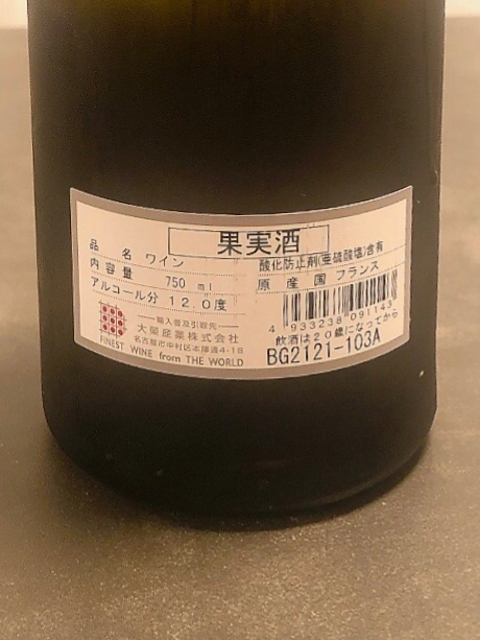 果実酒
品名 ワイン
内容量 750 ml
アルコール分 12.0度
酸化防止剤(亜硫酸塩)含有
原産国 フランス
輸入者及引取先
大榮産業株式会社
名古屋市中村区本陣通4-18
FINEST WINE from THE WORLD
4 933238 091143
飲酒は20歳になってから
BG2121-103A